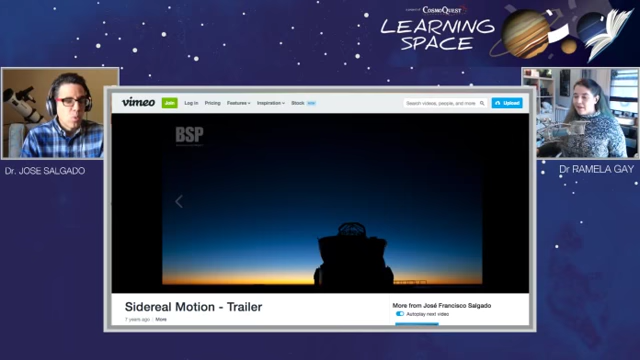 COSMOQUEST
LEARNING
SPACE
vimeo Join Log in Pricing Features Inspiration Stock Search videos, people, and more Upload
BSP
Dr. JOSE SALGADO
Dr RAMELA GAY
Sidereal Motion - Trailer
7 years ago More
More from José Francisco Salgado
Autoplay next video